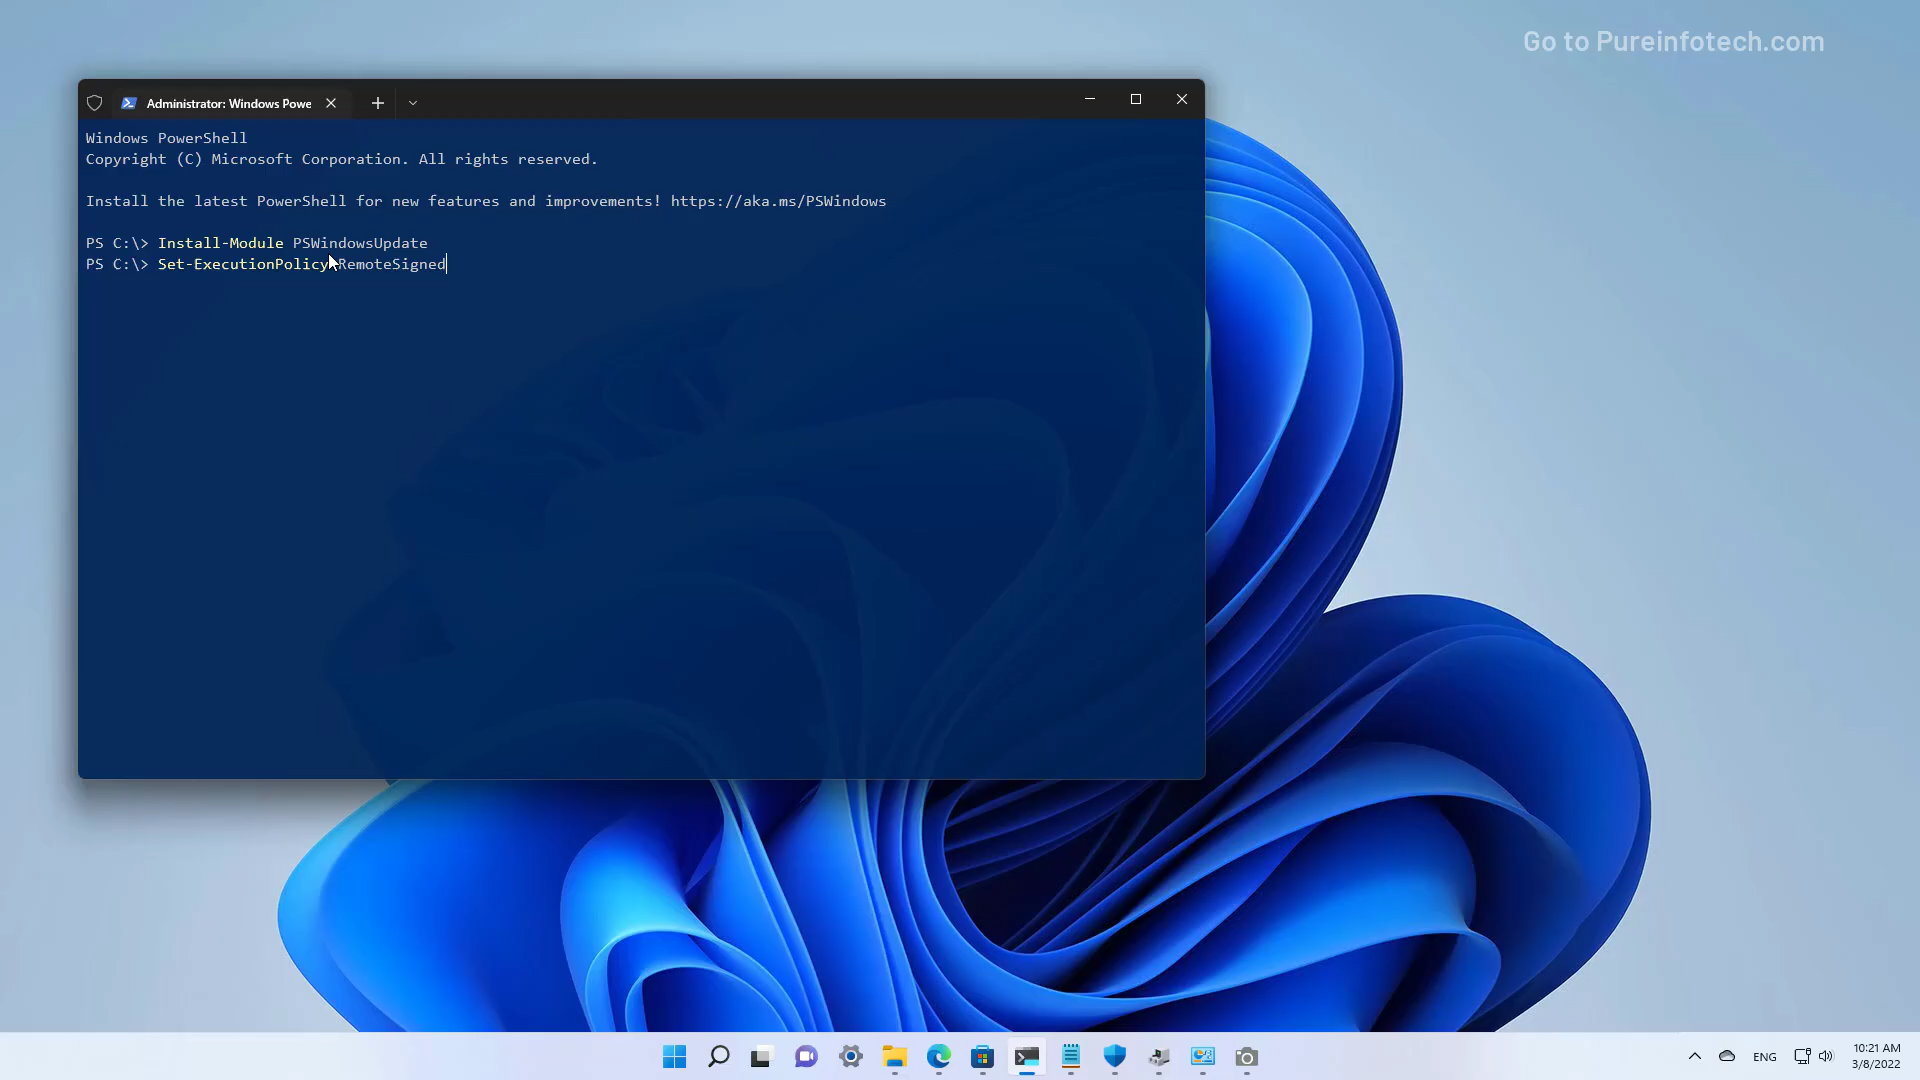 Go to Pureinfotech.com
Administrator: Windows Powe
Windows PowerShell
Copyright (C) Microsoft Corporation. All rights reserved.
Install the latest PowerShell for new features and improvements! https://aka.ms/PSWindows
PS C:\> Install-Module PSWindowsUpdate
PS C:\> Set-ExecutionPolicy RemoteSigned
ENG
10:21 AM
3/8/2022